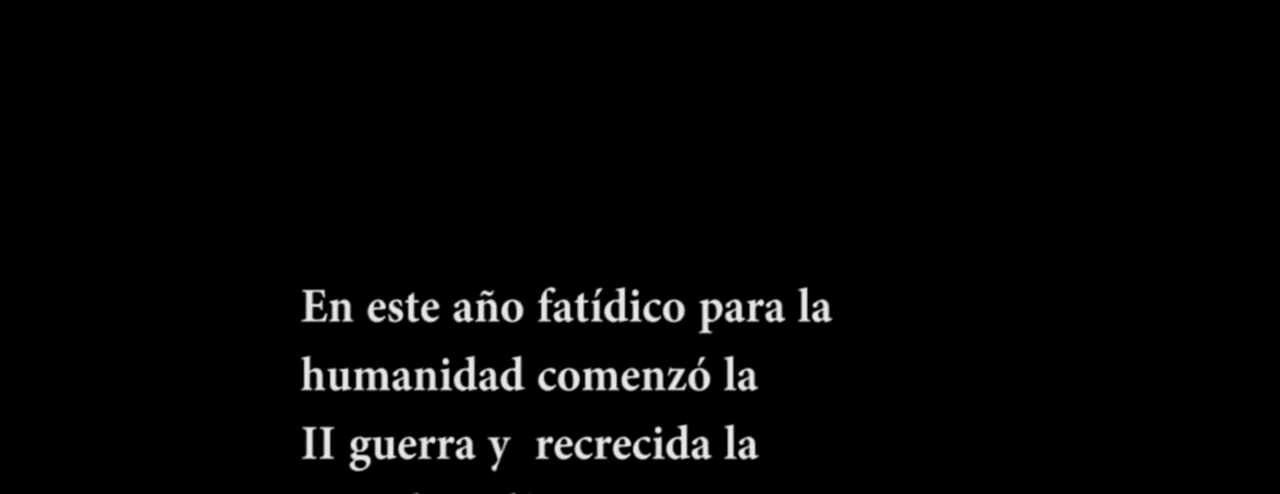 En este año fatídico para la
humanidad comenzó la
II guerra y  recrecida la